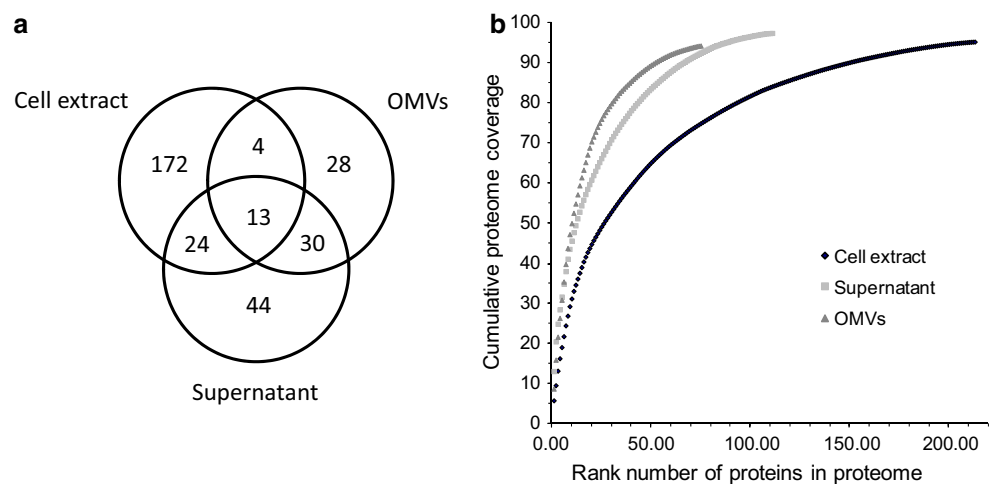 a
Cell extract
OMVs
172
4
28
13
24
30
44
Supernatant
b
Cumulative proteome coverage
100
90
80
70
60
50
40
30
20
10
0
0.00
50.00
100.00
150.00
200.00
Rank number of proteins in proteome
Cell extract
Supernatant
OMVs